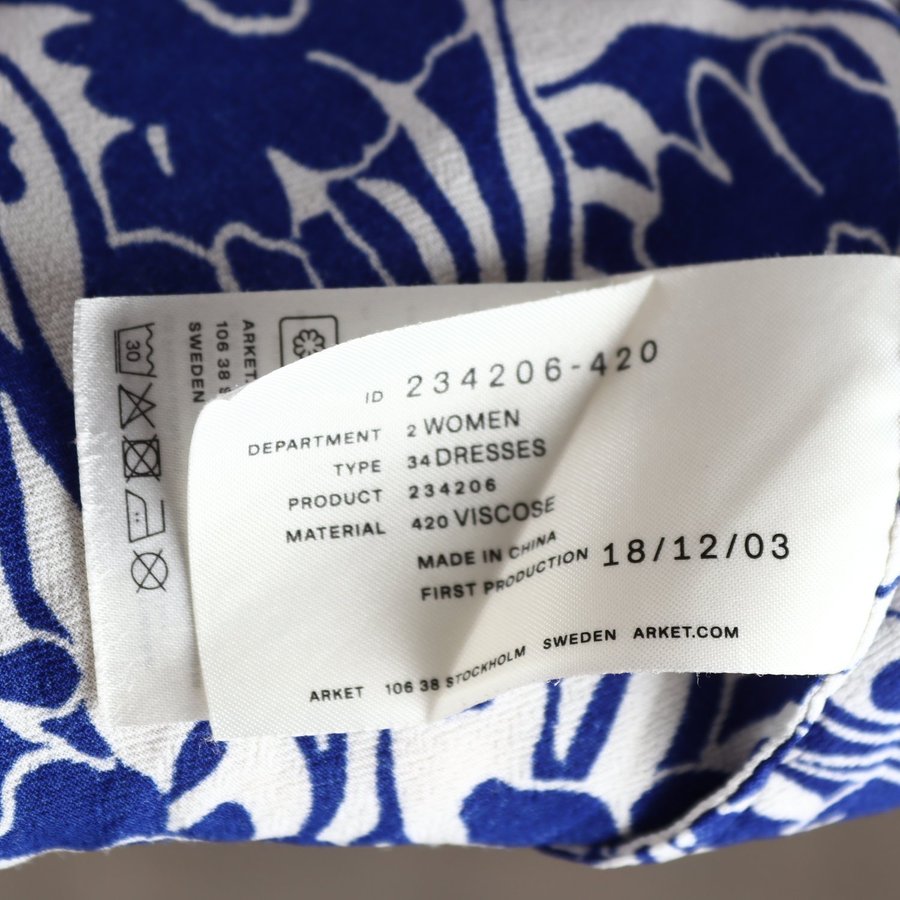 ID 234206-420
DEPARTMENT 2 WOMEN
TYPE 34 DRESSES
PRODUCT 234206
MATERIAL 420 VISCOSE
MADE IN CHINA
FIRST PRODUCTION 18/12/03
ARKET 106 38 STOCKHOLM SWEDEN ARKET.COM
ARKET
106 38
SWEDEN
30